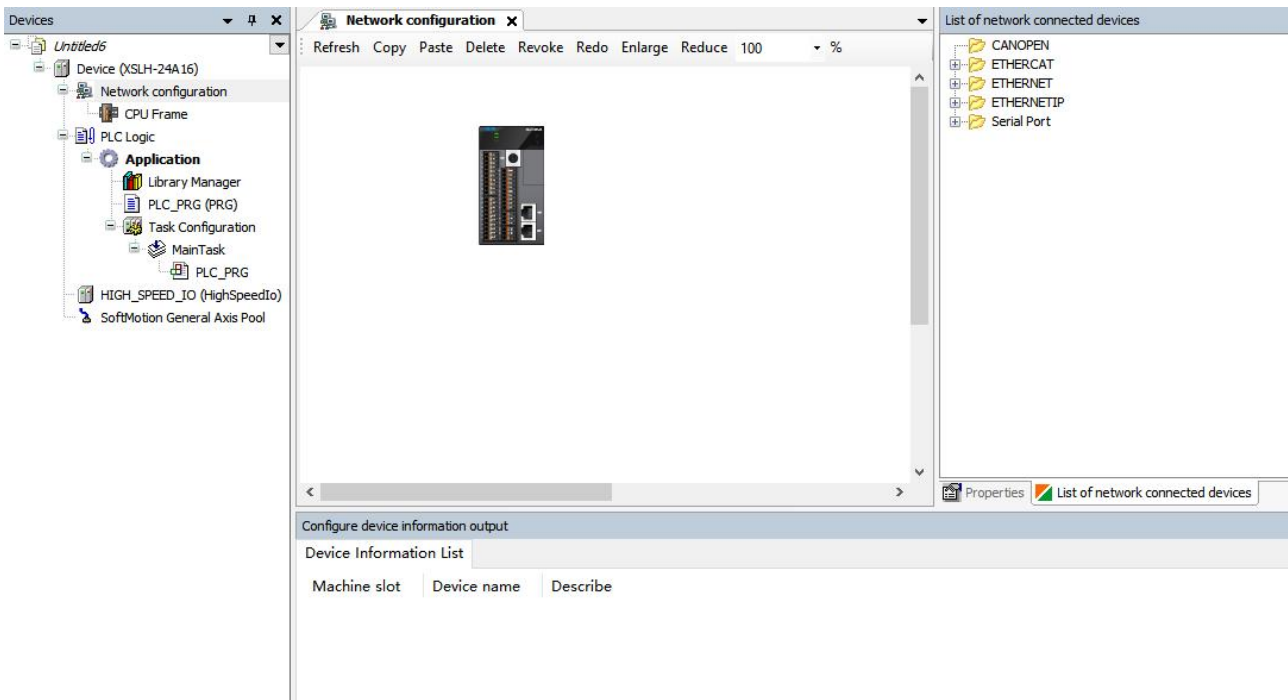 Devices
Untitled6
Device (XSLH-24A16)
Network configuration
CPU Frame
PLC Logic
Application
Library Manager
PLC_PRG (PRG)
Task Configuration
MainTask
PLC_PRG
HIGH_SPEED_IO (HighSpeedIo)
SoftMotion General Axis Pool
Network configuration
Refresh Copy Paste Delete Revoke Redo Enlarge Reduce 100 %
List of network connected devices
CANOPEN
ETHERCAT
ETHERNET
ETHERNETIP
Serial Port
Properties List of network connected devices
Configure device information output
Device Information List
Machine slot Device name Describe